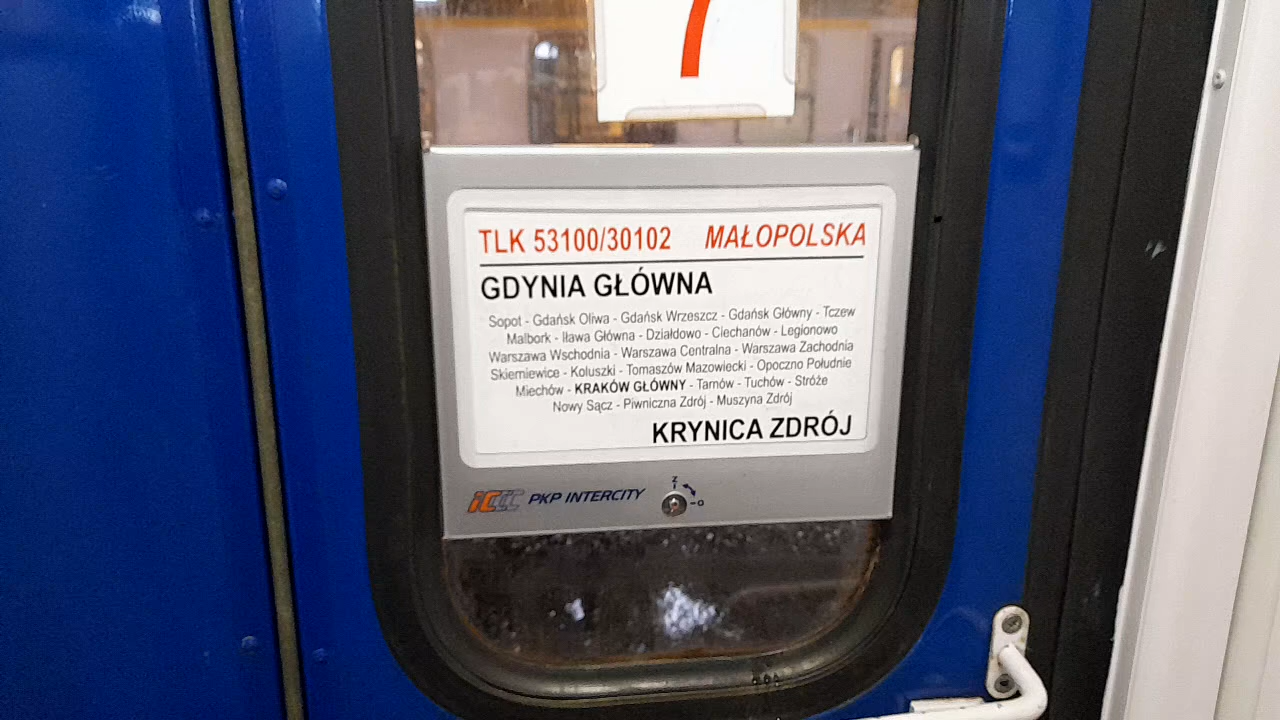 7
TLK 53100/30102 MAŁOPOLSKA
GDYNIA GŁÓWNA
Sopot - Gdańsk Oliwa - Gdańsk Wrzeszcz - Gdańsk Główny - Tczew
Malbork - Iława Główna - Działdowo - Ciechanów - Legionowo
Warszawa Wschodnia - Warszawa Centralna - Warszawa Zachodnia
Skierniewice - Koluszki - Tomaszów Mazowiecki - Opoczno Południe
Miechów - KRAKÓW GŁÓWNY - Tarnów - Tuchów - Stróże
Nowy Sącz - Piwniczna Zdrój - Muszyna Zdrój
KRYNICA ZDRÓJ
Z
IC PKP INTERCITY
O